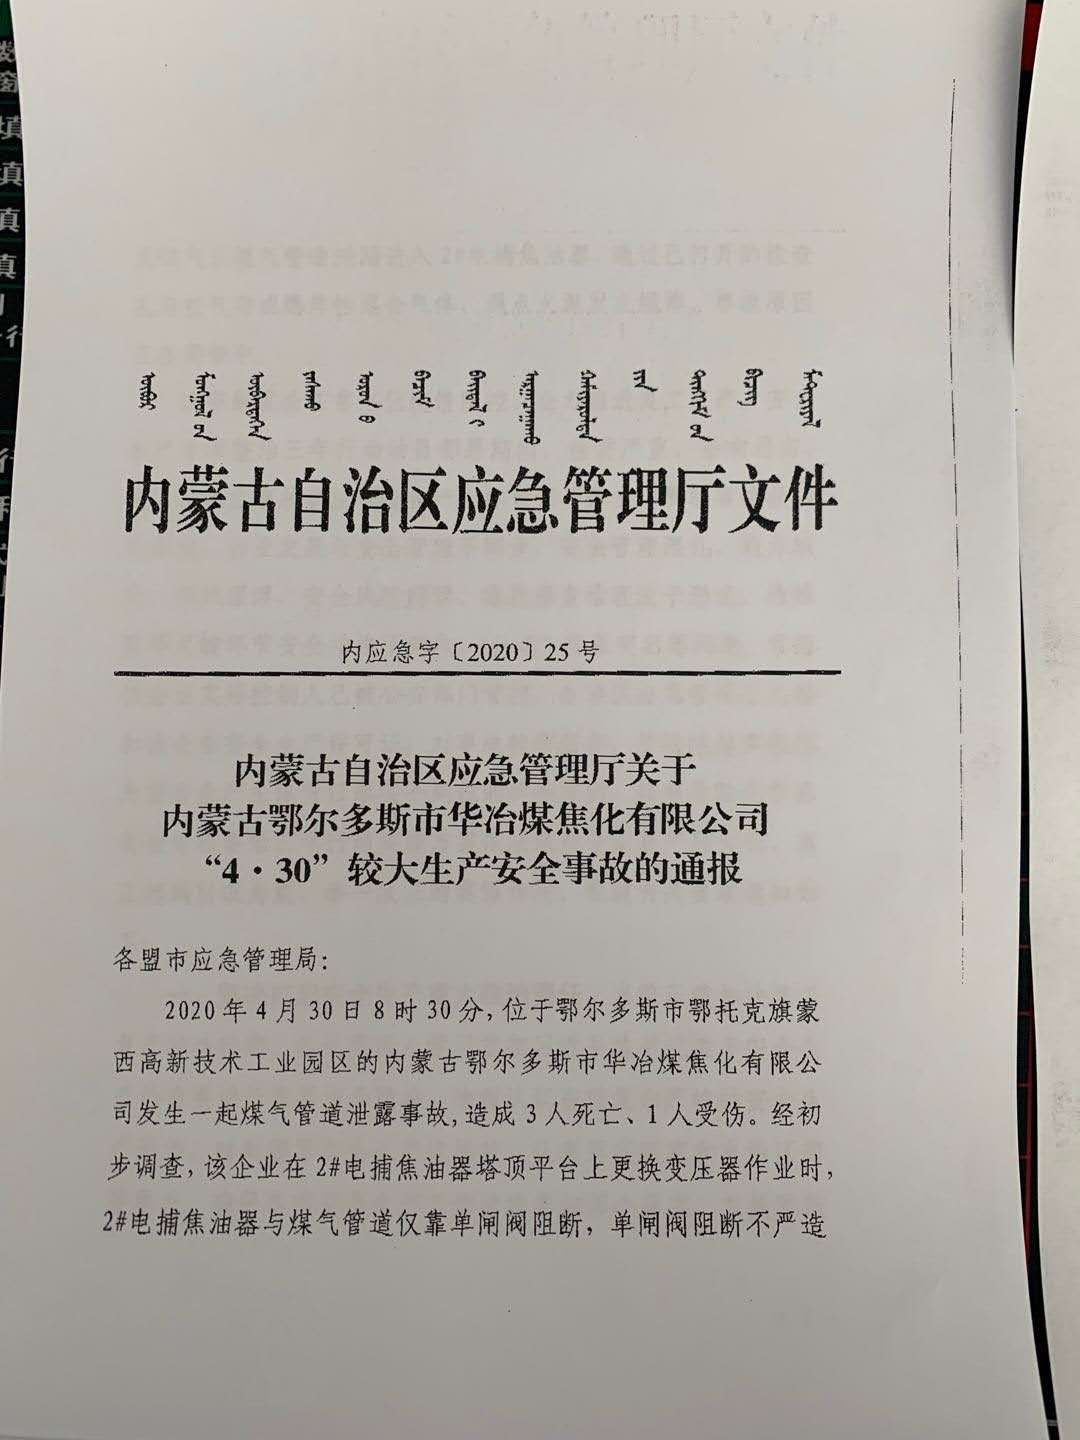 内蒙古自治区应急管理厅文件
内应急字〔2020〕25号
内蒙古自治区应急管理厅关于
内蒙古鄂尔多斯市华冶煤焦化有限公司
“4·30”较大生产安全事故的通报
各盟市应急管理局：
2020年4月30日8时30分，位于鄂尔多斯市鄂托克旗蒙
西高新技术工业园区的内蒙古鄂尔多斯市华冶煤焦化有限公
司发生一起煤气管道泄露事故，造成3人死亡、1人受伤。经初
步调查，该企业在2#电捕焦油器塔顶平台上更换变压器作业时，
2#电捕焦油器与煤气管道仅靠单闸阀阻断，单闸阀阻断不严造